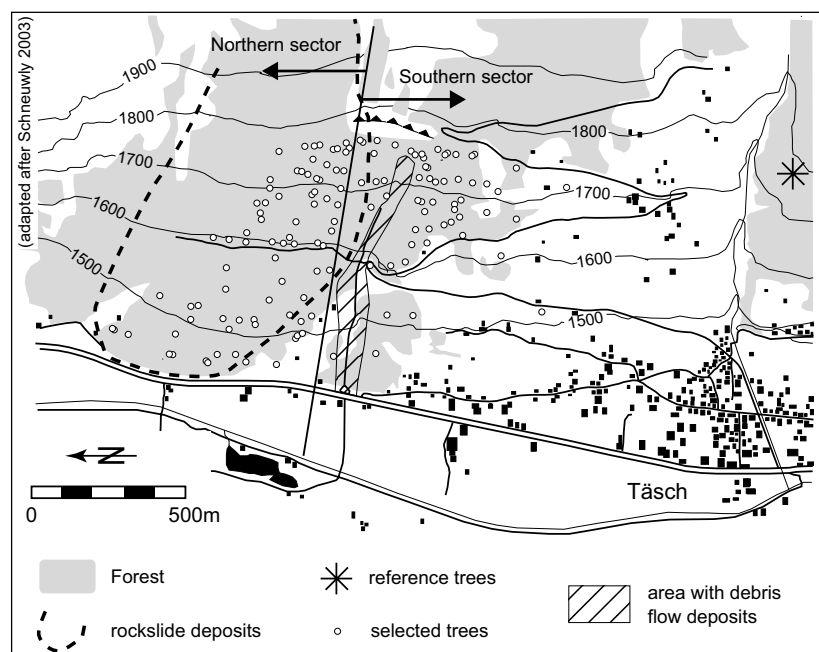 (adapted after Schneuwly 2003)
Northern sector
Southern sector
1900
1800
1800
1700
1700
1600
1600
1500
1500
N
Täsch
0 500m
Forest
rockslide deposits
reference trees
selected trees
area with debris
flow deposits